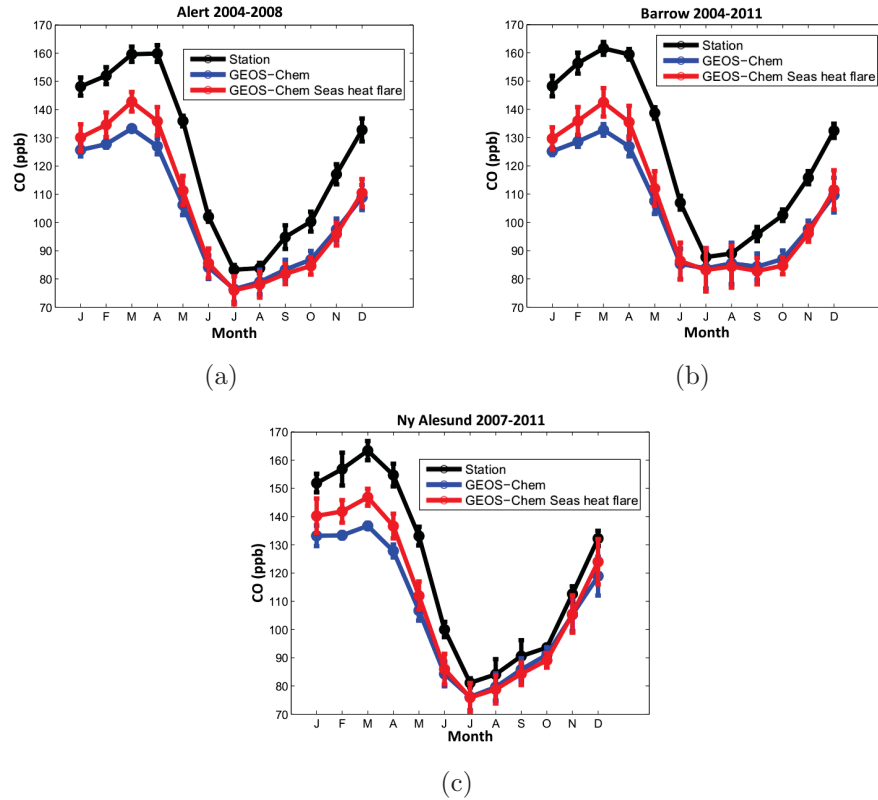 Alert 2004-2008
Station
GEOS-Chem
GEOS-Chem Seas heat flare
CO (ppb)
170
160
150
140
130
120
110
100
90
80
70
J F M A M J J A S O N D
Month
(a)
Barrow 2004-2011
Station
GEOS-Chem
GEOS-Chem Seas heat flare
CO (ppb)
170
160
150
140
130
120
110
100
90
80
70
J F M A M J J A S O N D
Month
(b)
Ny Alesund 2007-2011
Station
GEOS-Chem
GEOS-Chem Seas heat flare
CO (ppb)
170
160
150
140
130
120
110
100
90
80
70
J F M A M J J A S O N D
Month
(c)